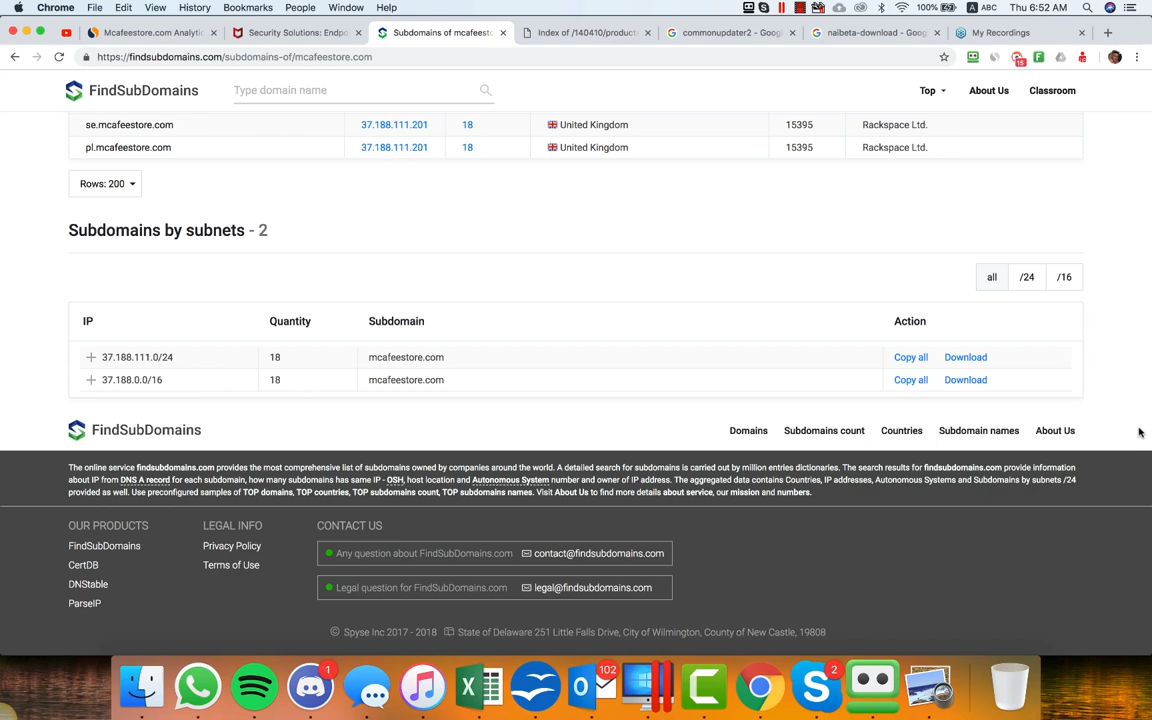 Chrome File Edit View History Bookmarks People Window Help 100% ABC Thu 6:52 AM
Mcafeestore.com Analytic Security Solutions: Endpo Subdomains of mcafeest Index of /140410/product commonupdater2 - Goog naibeta-download - Goog My Recordings
https://findsubdomains.com/subdomains-of/mcafeestore.com 15
FindSubDomains Type domain name Top About Us Classroom
se.mcafeestore.com 37.188.111.201 18 United Kingdom 15395 Rackspace Ltd.
pl.mcafeestore.com 37.188.111.201 18 United Kingdom 15395 Rackspace Ltd.
Rows: 200
Subdomains by subnets - 2
all /24 /16
IP Quantity Subdomain Action
37.188.111.0/24 18 mcafeestore.com Copy all Download
37.188.0.0/16 18 mcafeestore.com Copy all Download
FindSubDomains Domains Subdomains count Countries Subdomain names About Us
The online service findsubdomains.com provides the most comprehensive list of subdomains owned by companies around the world. A detailed search for subdomains is carried out by million entries dictionaries. The search results for findsubdomains.com provide information
about IP from DNS A record for each subdomain, how many subdomains has same IP - OSH, host location and Autonomous System number and owner of IP address. The aggregated data contains Countries, IP addresses, Autonomous Systems and Subdomains by subnets /24
provided as well. Use preconfigured samples of TOP domains, TOP countries, TOP subdomains count, TOP subdomains names. Visit About Us to find more details about service, our mission and numbers.
OUR PRODUCTS LEGAL INFO CONTACT US
FindSubDomains Privacy Policy Any question about FindSubDomains.com contact@findsubdomains.com
CertDB Terms of Use
DNStable Legal question for FindSubDomains.com legal@findsubdomains.com
ParseIP
© Spyse Inc 2017 - 2018 State of Delaware 251 Little Falls Drive, City of Wilmington, County of New Castle, 19808
1 102 2